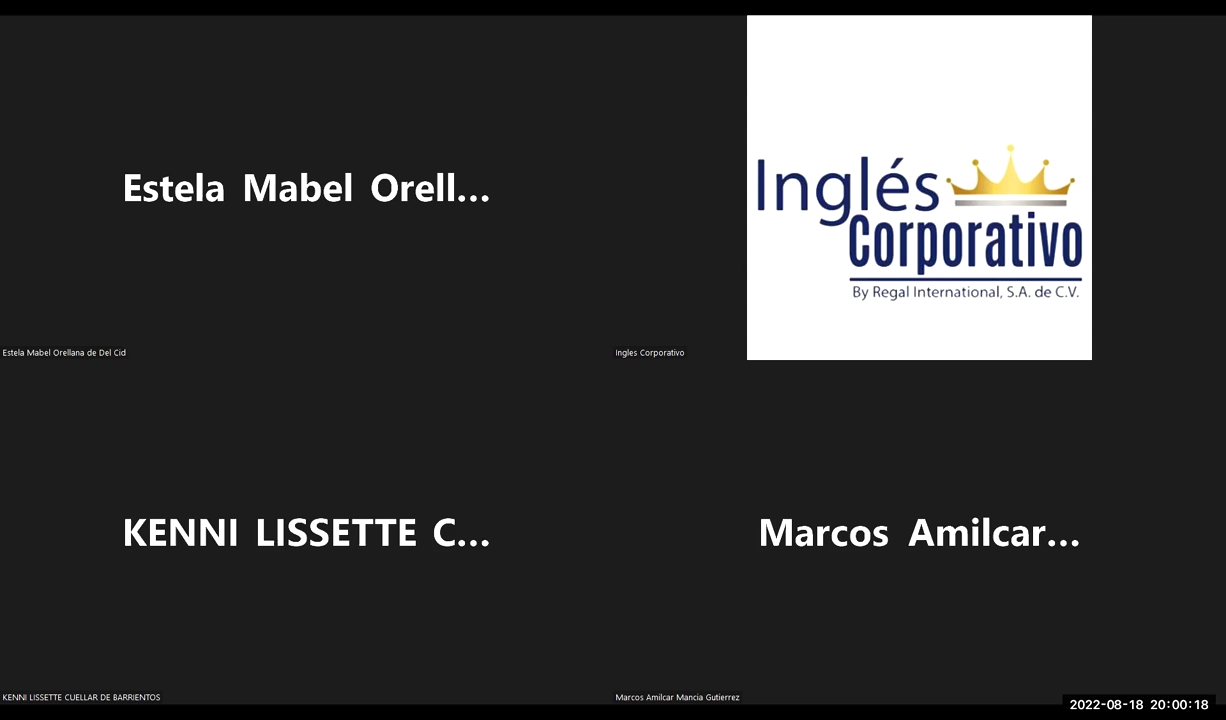 Estela Mabel Orell...
Inglés
Corporativo
By Regal International, S.A. de C.V.
Estela Mabel Orellana de Del Cid
Ingles Corporativo
KENNI LISSETTE C...
Marcos Amilcar...
KENNI LISSETTE CUELLAR DE BARRIENTOS
Marcos Amilcar Mancia Gutierrez
2022-08-18 20:00:18